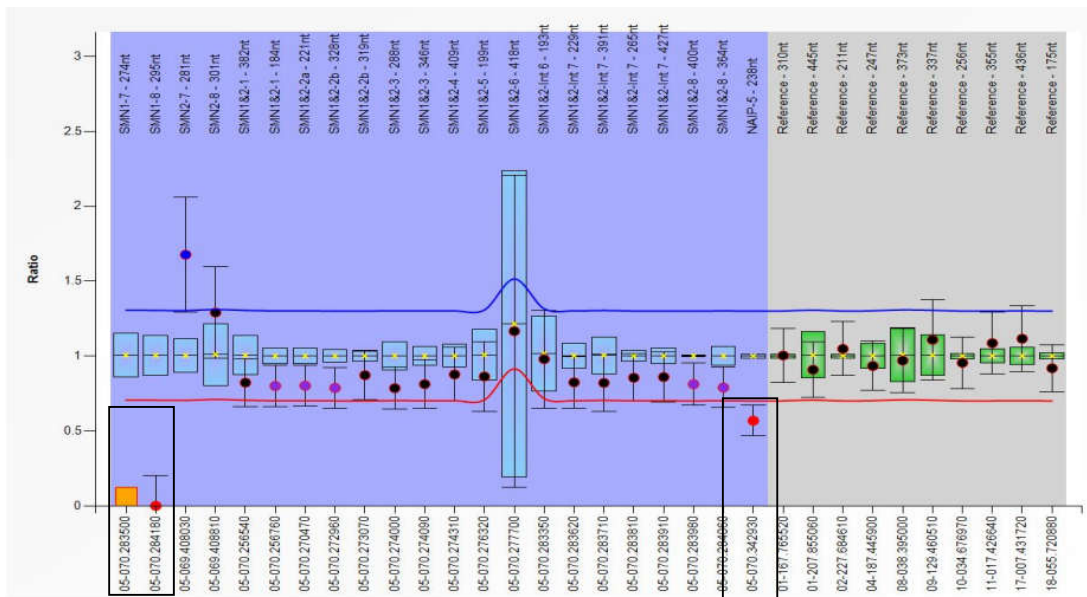 3
2.5
2
1.5
1
0.5
0
Ratio
SMN1-7 - 274nt
SMN1-8 - 295nt
SMN2-7 - 281nt
SMN2-8 - 301nt
SMN1&2-1 - 382nt
SMN1&2-1 - 184nt
SMN1&2-2a - 221nt
SMN1&2-2b - 328nt
SMN1&2-2b - 319nt
SMN1&2-3 - 288nt
SMN1&2-3 - 346nt
SMN1&2-4 - 409nt
SMN1&2-5 - 199nt
SMN1&2-6 - 418nt
SMN1&2-Int 6 - 193nt
SMN1&2-Int 7 - 229nt
SMN1&2-Int 7 - 391nt
SMN1&2-Int 7 - 265nt
SMN1&2-Int 7 - 427nt
SMN1&2-8 - 400nt
SMN1&2-8 - 364nt
NAIP-5 - 238nt
Reference - 310nt
Reference - 445nt
Reference - 211nt
Reference - 247nt
Reference - 373nt
Reference - 337nt
Reference - 256nt
Reference - 355nt
Reference - 436nt
Reference - 175nt
05-070.283500
05-070.284180
05-069.408030
05-069.408810
05-070.256540
05-070.256760
05-070.270470
05-070.272960
05-070.273070
05-070.274000
05-070.274090
05-070.274310
05-070.276320
05-070.277700
05-070.283350
05-070.283620
05-070.283710
05-070.283810
05-070.283910
05-070.283980
05-070.284060
05-070.342930
01-167.765520
01-207.855060
02-227.684610
04-187.445900
08-038.395000
09-129.460510
10-034.676970
11-017.426640
17-007.431720
18-055.720880